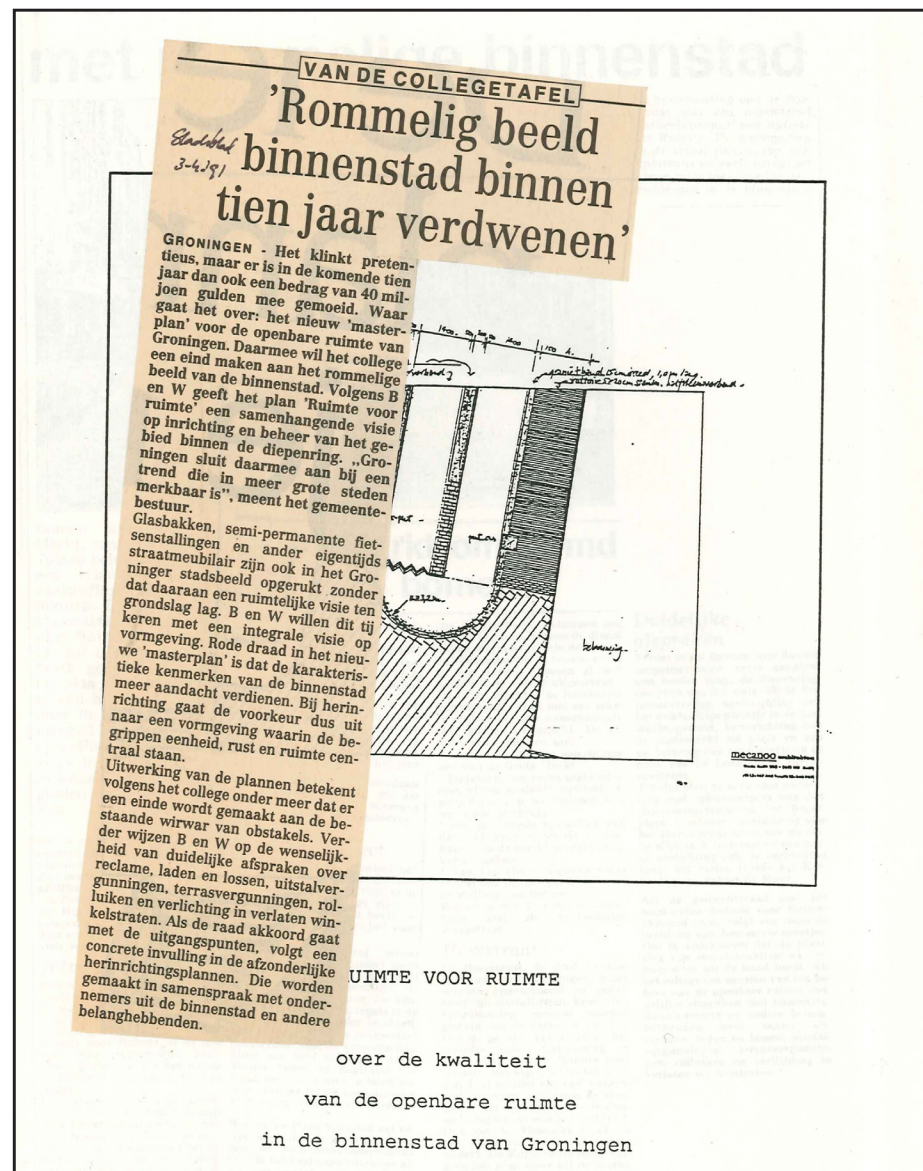 VAN DE COLLEGETAFEL
'Rommelig beeld
binnenstad binnen
tien jaar verdwenen'
Stadsblad
3-4-'91
GRONINGEN - Het klinkt preten-
tieus, maar er is in de komende tien
jaar dan ook een bedrag van 40 mil-
joen gulden mee gemoeid. Waar
gaat het over: het nieuw 'master-
plan' voor de openbare ruimte van
Groningen. Daarmee wil het college
een eind maken aan het rommelige
beeld van de binnenstad. Volgens B
en W geeft het plan 'Ruimte voor
ruimte' een samenhangende visie
op inrichting en beheer van het ge-
bied binnen de diepenring. „Gro-
ningen sluit daarmee aan bij een
trend die in meer grote steden
merkbaar is”, meent het gemeente-
bestuur.
Glasbakken, semi-permanente fiet-
senstallingen en ander eigentijds
straatmeubilair zijn ook in het Gro-
ninger stadsbeeld opgerukt zonder
dat daaraan een ruimtelijke visie ten
grondslag lag. B en W willen dit tij
keren met een integrale visie op
vormgeving. Rode draad in het nieu-
we 'masterplan' is dat de karakteris-
tieke kenmerken van de binnenstad
meer aandacht verdienen. Bij herin-
richting gaat de voorkeur dus uit
naar een vormgeving waarin de be-
grippen eenheid, rust en ruimte cen-
traal staan.
Uitwerking van de plannen betekent
volgens het college onder meer dat er
een einde wordt gemaakt aan de be-
staande wirwar van obstakels. Ver-
der wijzen B en W op de wenselijk-
heid van duidelijke afspraken over
reclame, laden en lossen, uitstalver-
gunningen, terrasvergunningen, rol-
luiken en verlichting in verlaten win-
kelstraten. Als de raad akkoord gaat
met de uitgangspunten, volgt een
concrete invulling in de afzonderlijke
herinrichtingsplannen. Die worden
gemaakt in samenspraak met onder-
nemers uit de binnenstad en andere
belanghebbenden.
bebouwing
mecanoo architekten
UIMTE VOOR RUIMTE
over de kwaliteit
van de openbare ruimte
in de binnenstad van Groningen